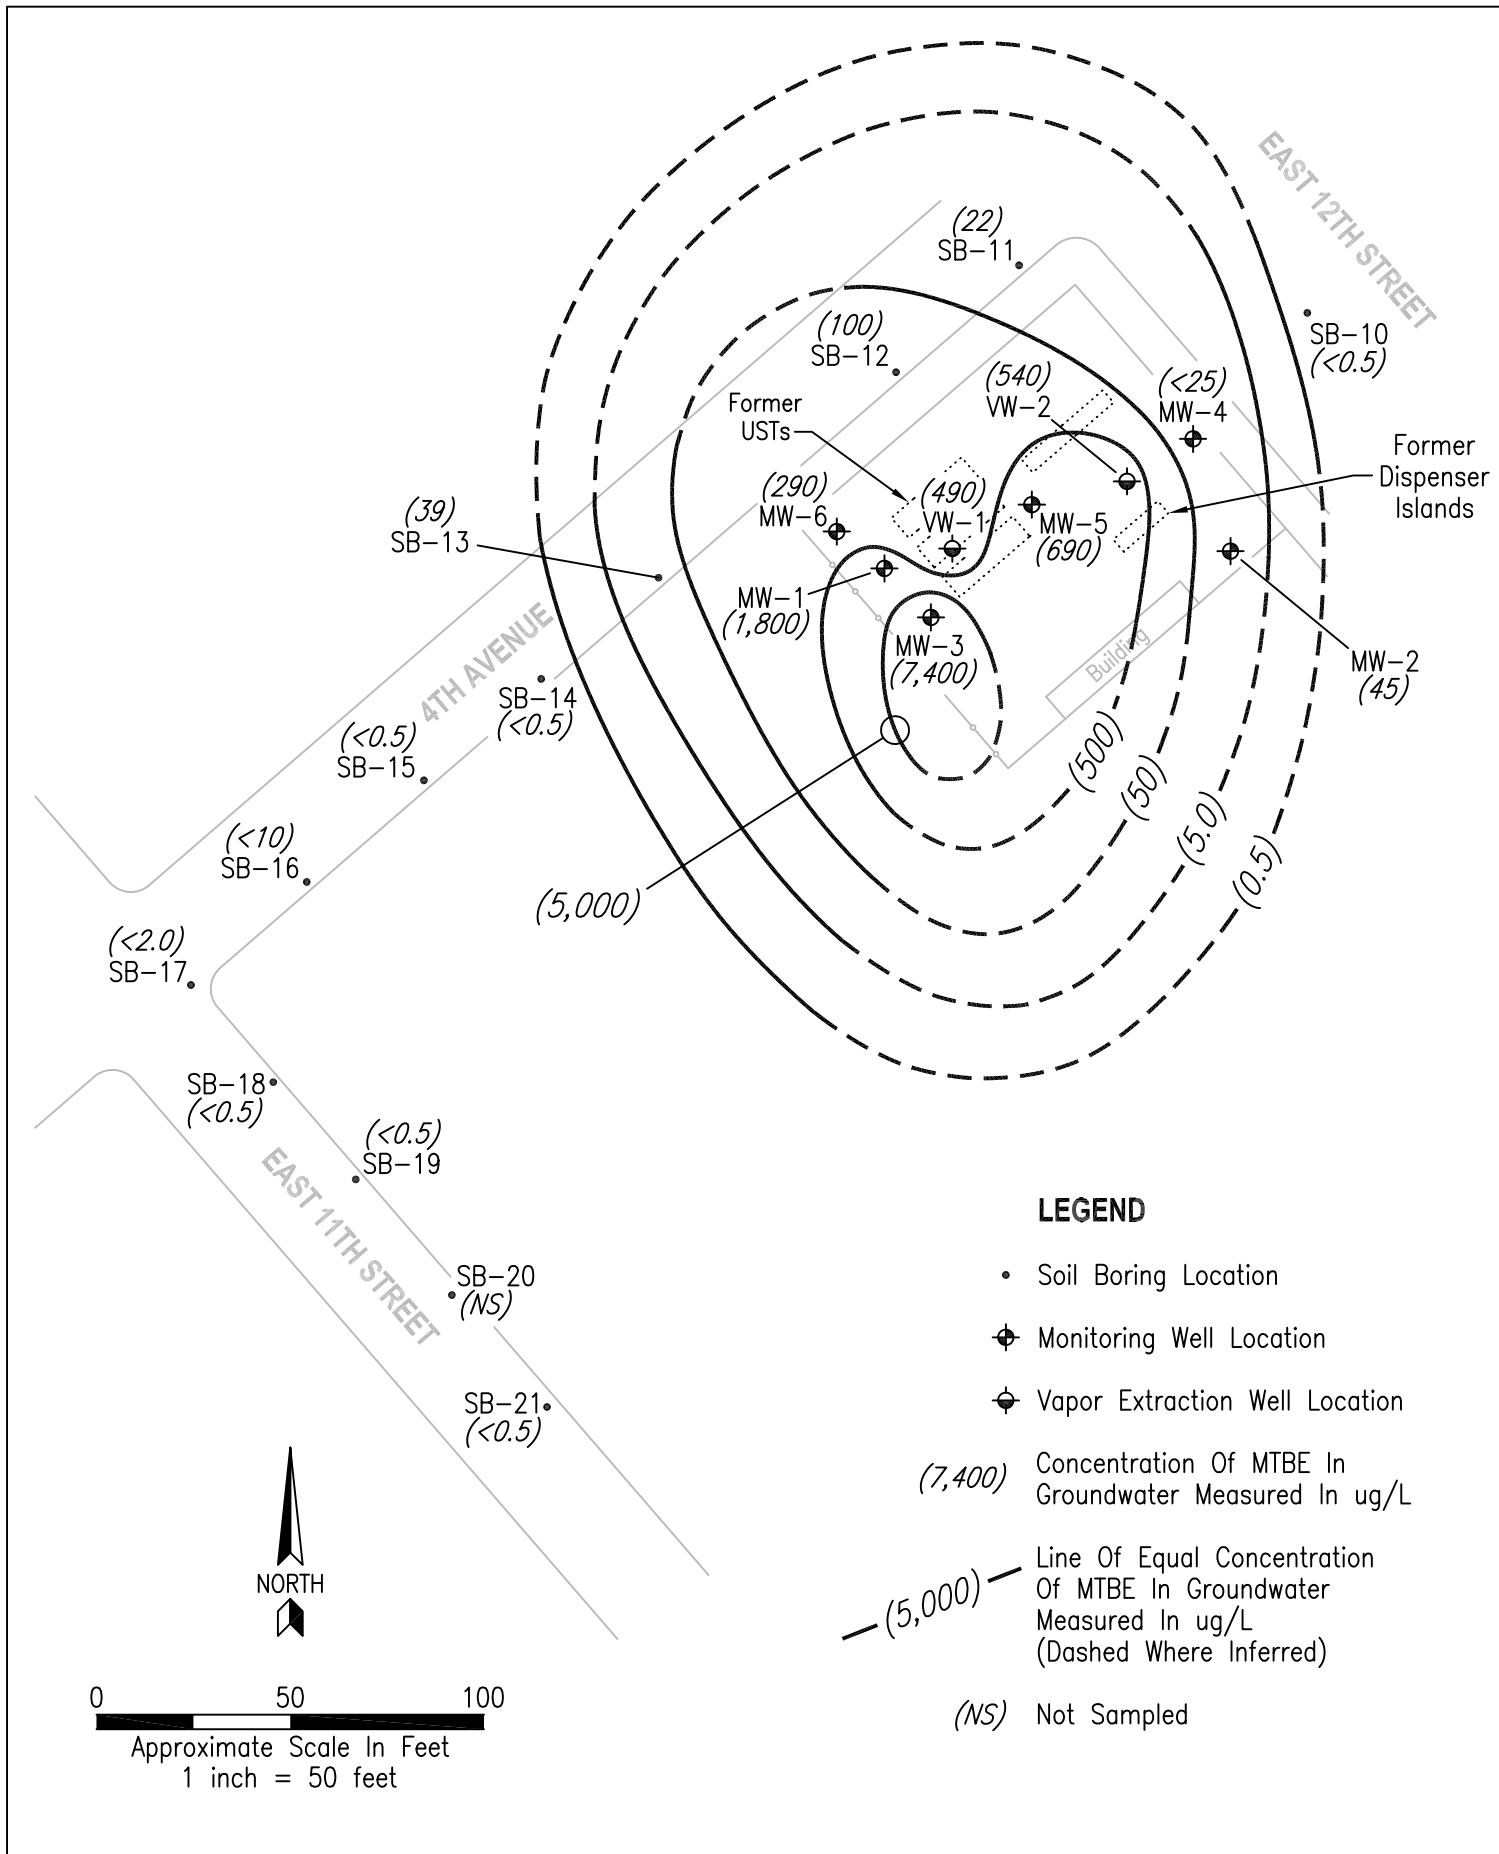 EAST 12TH STREET
(22)
SB-11
(100)
SB-12
SB-10
(<0.5)
(540)
VW-2
(<25)
MW-4
Former
USTs
Former
Dispenser
Islands
(290)
MW-6
(490)
VW-1
MW-5
(690)
(39)
SB-13
MW-1
(1,800)
MW-3
(7,400)
Building
MW-2
(45)
4TH AVENUE
SB-14
(<0.5)
(<0.5)
SB-15
(500)
(50)
(5.0)
(0.5)
(5,000)
(<10)
SB-16
(<2.0)
SB-17
SB-18
(<0.5)
(<0.5)
SB-19
EAST 11TH STREET
SB-20
(NS)
SB-21
(<0.5)
LEGEND
Soil Boring Location
Monitoring Well Location
Vapor Extraction Well Location
(7,400) Concentration Of MTBE In
Groundwater Measured In ug/L
(5,000) Line Of Equal Concentration
Of MTBE In Groundwater
Measured In ug/L
(Dashed Where Inferred)
(NS) Not Sampled
NORTH
0 50 100
Approximate Scale In Feet
1 inch = 50 feet